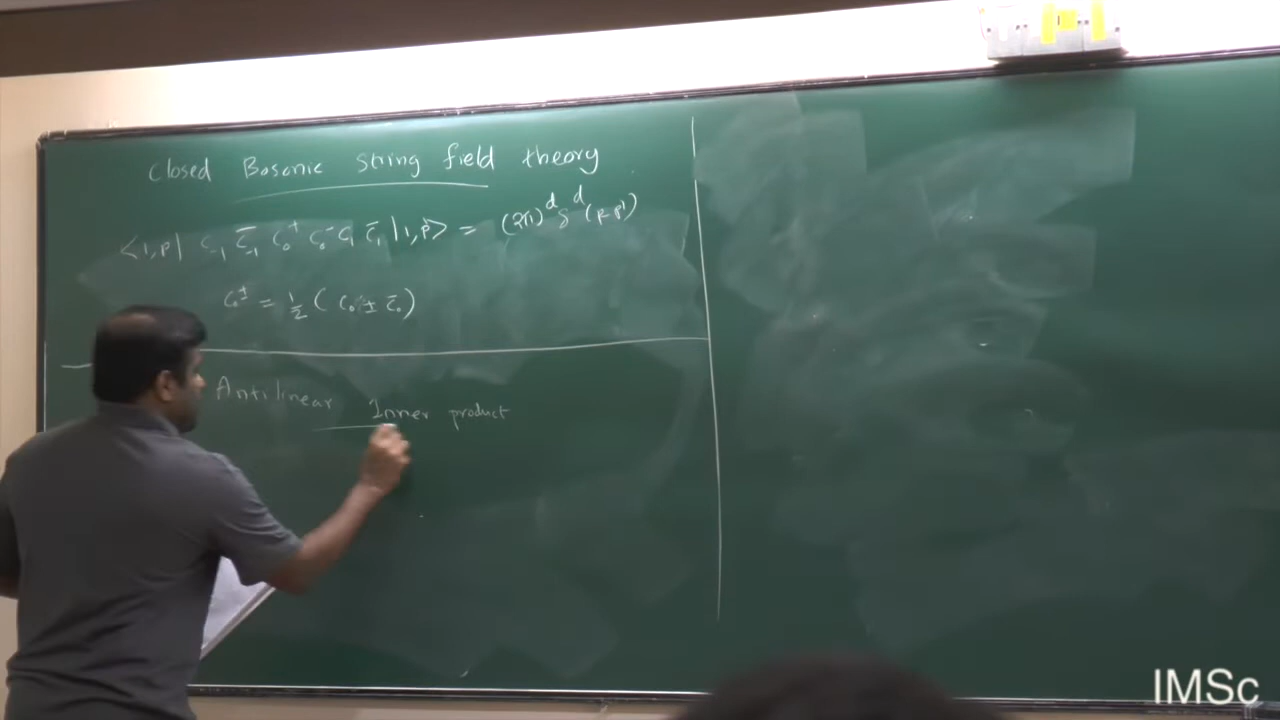 Closed Bosonic string field theory
<1,p| c₋₁ c̄₋₁ c₀⁺ c₀⁻ c₁ c̄₁ |1,p'> = (2π)ᵈ δᵈ (p-p')
c₀^± = 1/2 ( c₀ ± c̄₀ )
Antilinear Inner product
IMSc